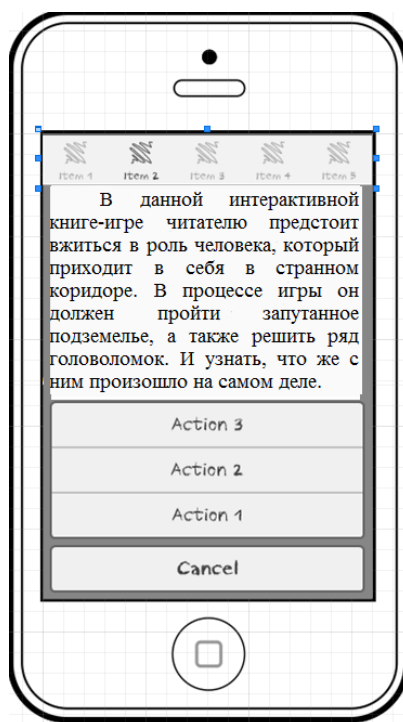 Item 1 Item 2 Item 3 Item 4 Item 5
В данной интерактивной
книге-игре читателю предстоит
вжиться в роль человека, который
приходит в себя в странном
коридоре. В процессе игры он
должен пройти запутанное
подземелье, а также решить ряд
головоломок. И узнать, что же с
ним произошло на самом деле.
Action 3
Action 2
Action 1
Cancel